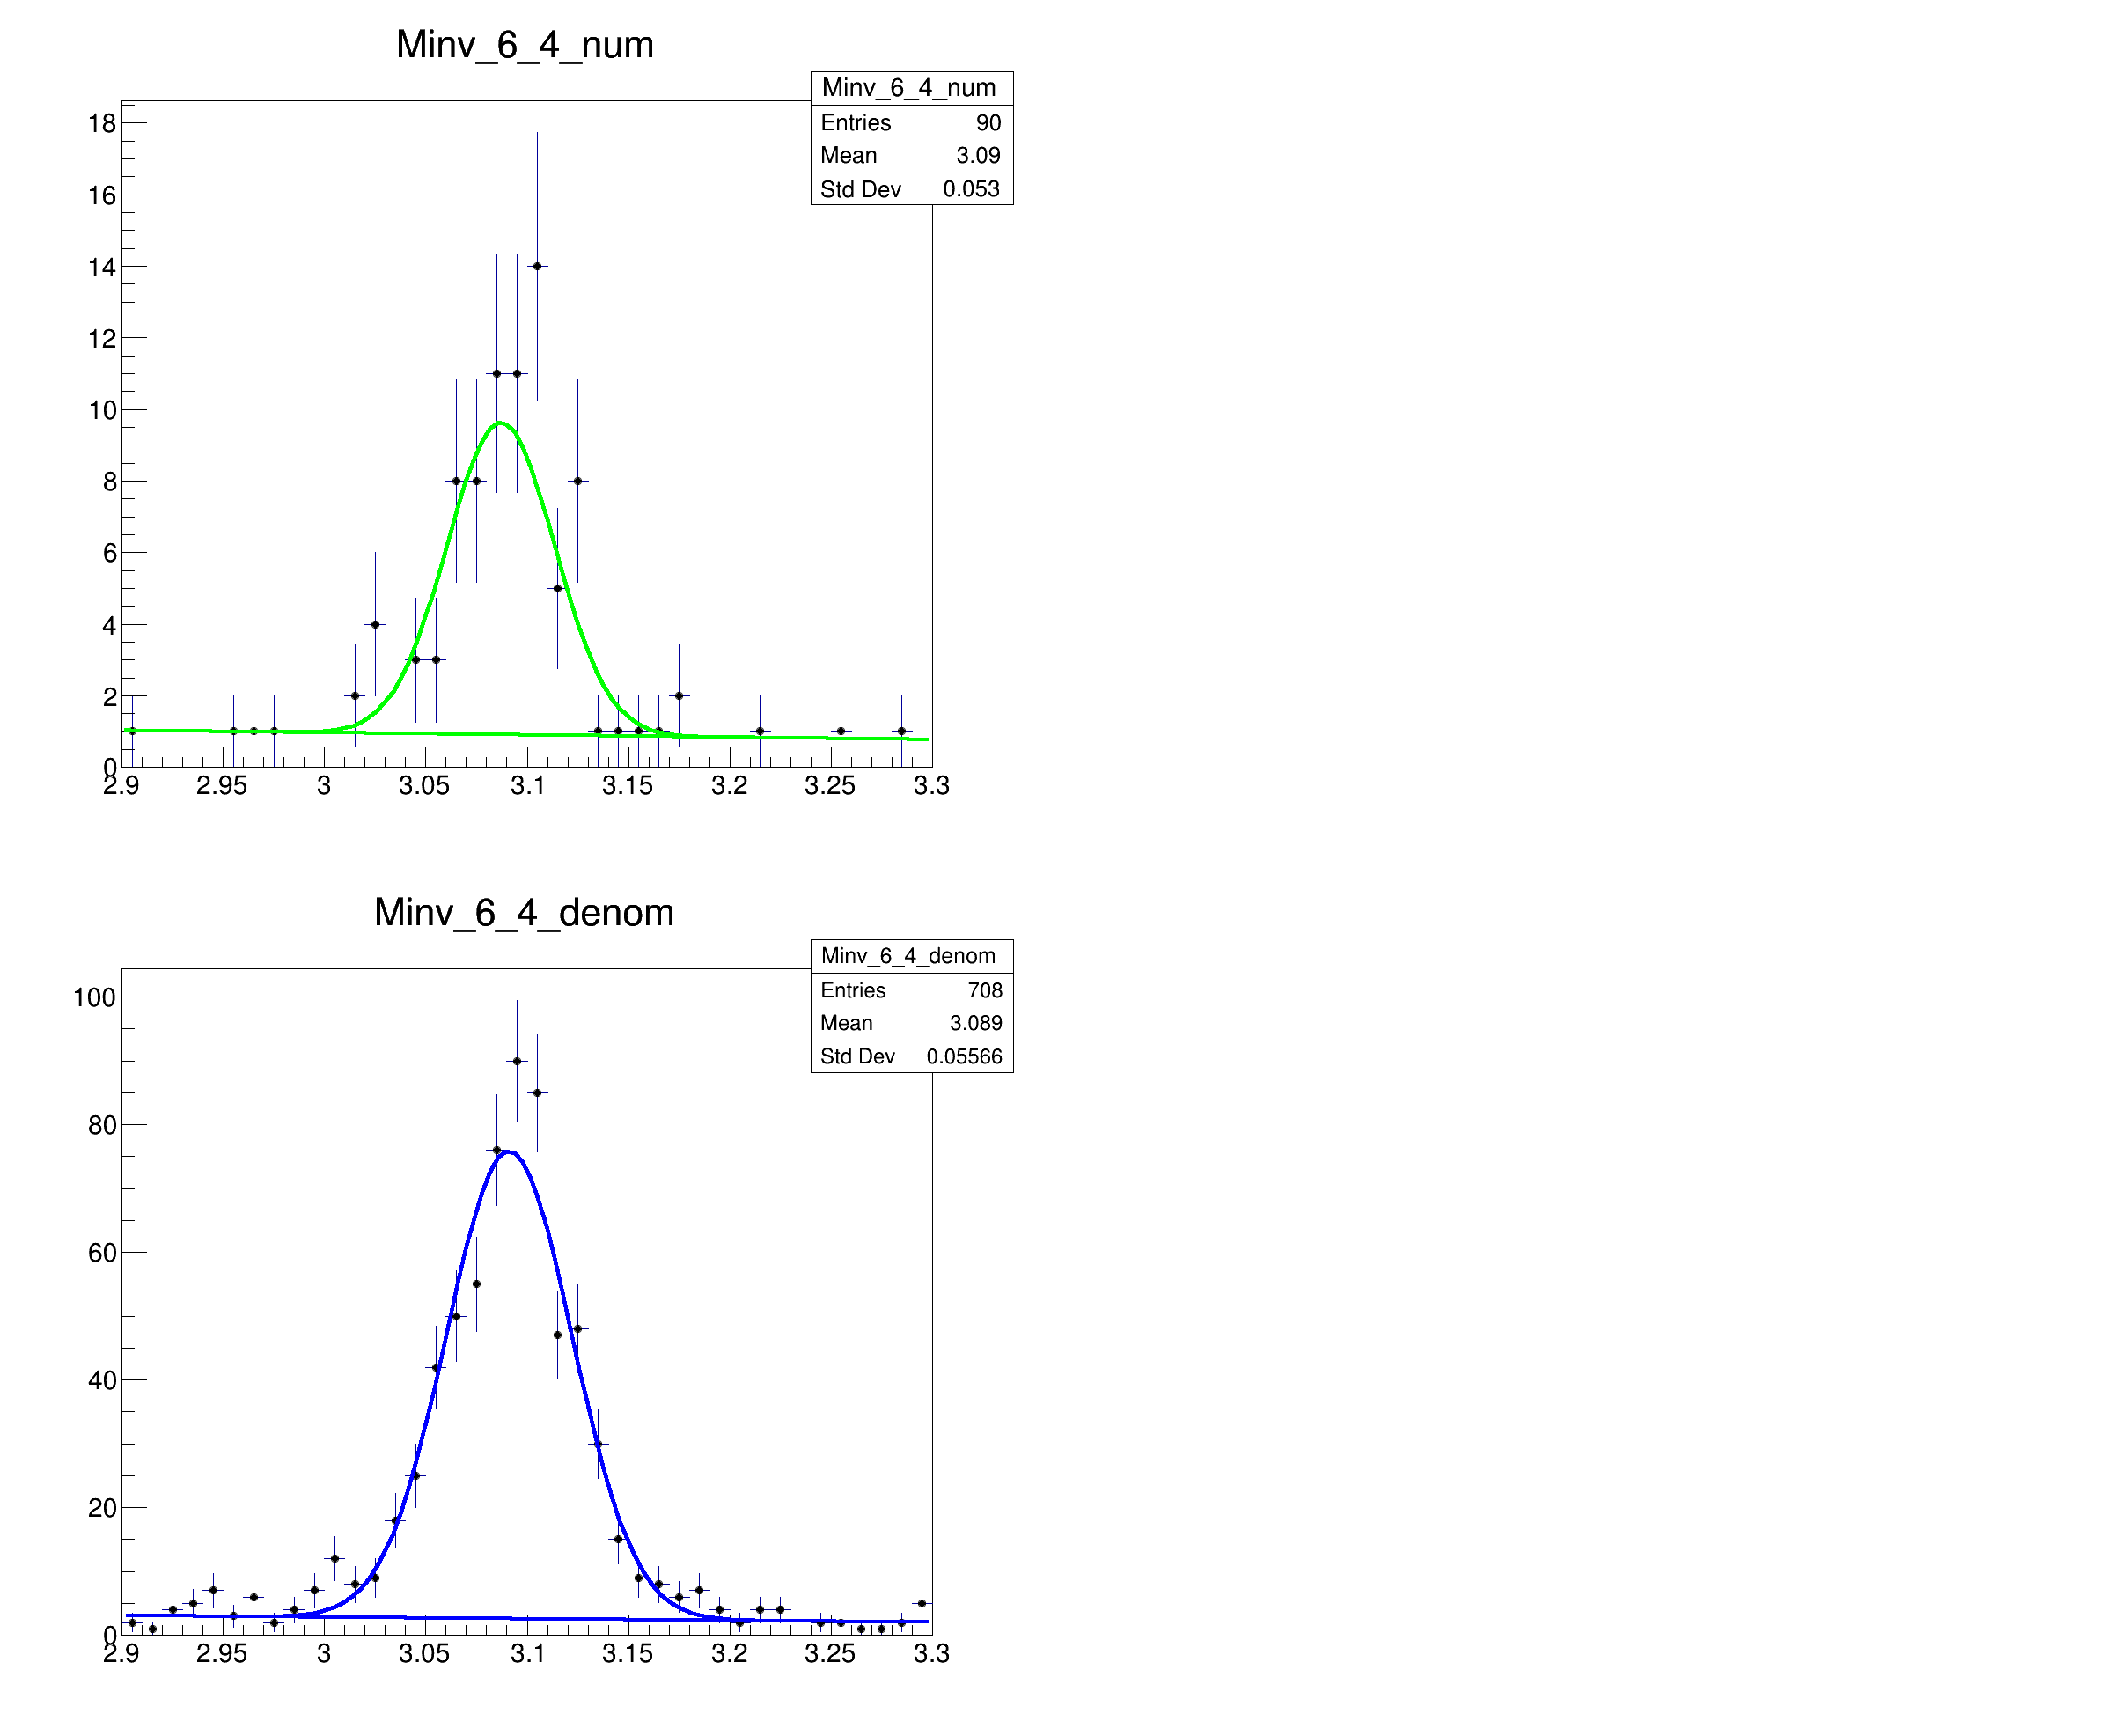 Minv_6_4_num
Minv_6_4_num
Entries 90
Mean 3.09
Std Dev 0.053
18
16
14
12
10
8
6
4
2
0
2.9 2.95 3 3.05 3.1 3.15 3.2 3.25 3.3
Minv_6_4_denom
Minv_6_4_denom
Entries 708
Mean 3.089
Std Dev 0.05566
100
80
60
40
20
0
2.9 2.95 3 3.05 3.1 3.15 3.2 3.25 3.3